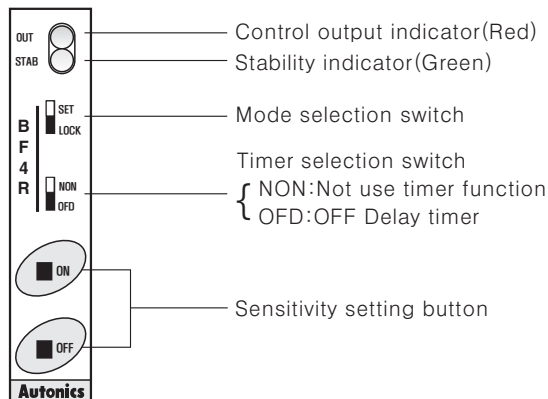 OUT
STAB
Control output indicator(Red)
Stability indicator(Green)
SET
LOCK
Mode selection switch
BF4R
Timer selection switch
NON
OFD
{ NON:Not use timer function
OFD:OFF Delay timer
ON
Sensitivity setting button
OFF
Autonics